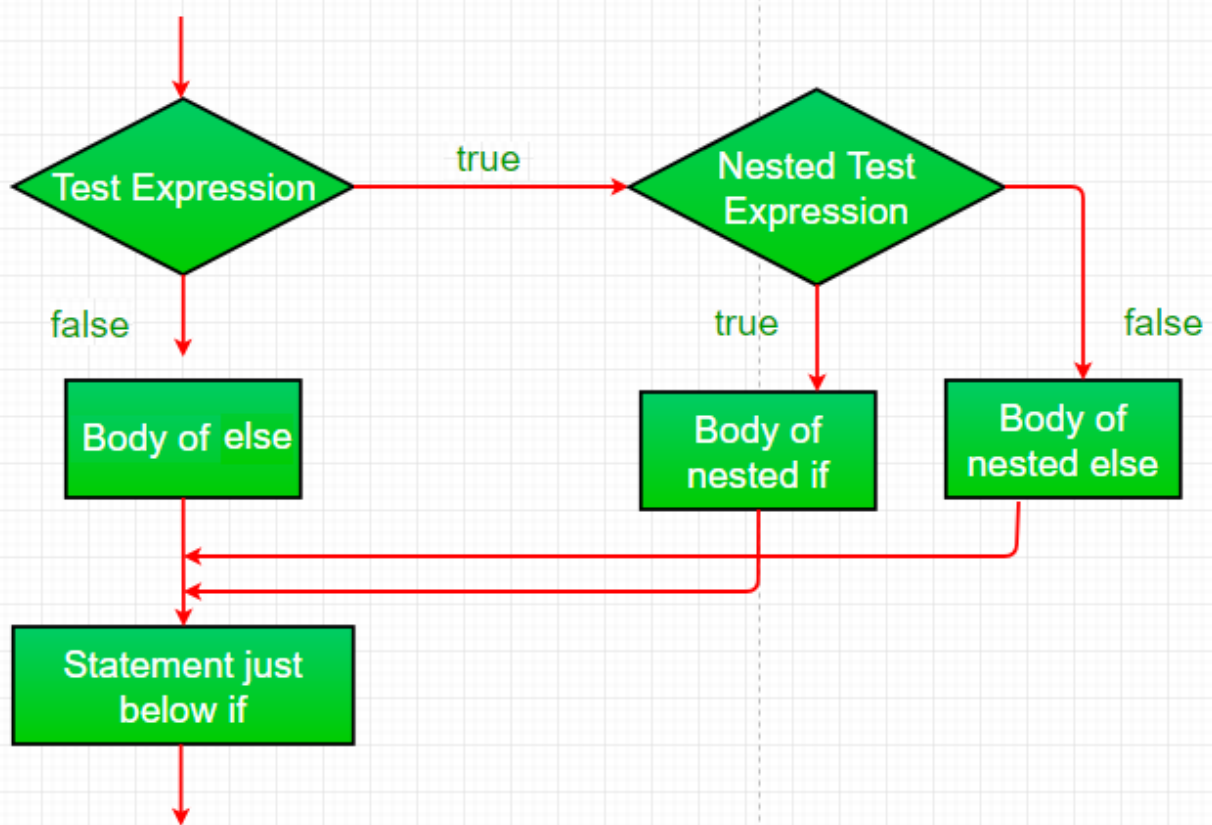 Test Expression
true
Nested Test
Expression
false
true
false
Body of else
Body of
nested if
Body of
nested else
Statement just
below if